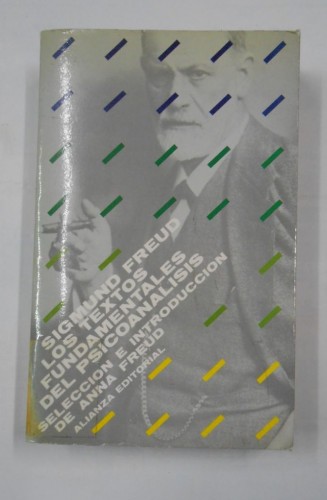 SIGMUND FREUD
LOS TEXTOS
FUNDAMENTALES
DEL PSICOANALISIS
SELECCION E INTRODUCCION
DE ANNA FREUD
ALIANZA EDITORIAL